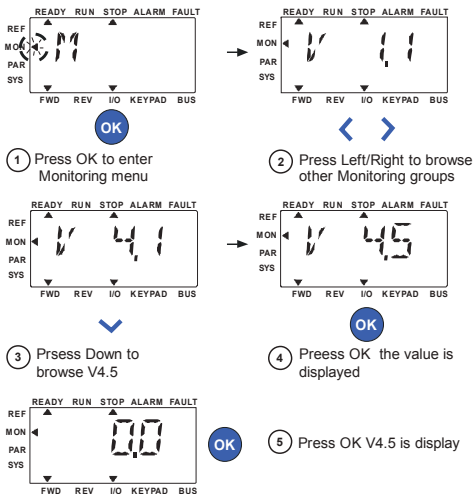 READY RUN STOP ALARM FAULT
REF
MON
PAR
SYS
M
FWD REV I/O KEYPAD BUS
OK
1 Press OK to enter
Monitoring menu
READY RUN STOP ALARM FAULT
REF
MON
PAR
SYS
V 1.1
FWD REV I/O KEYPAD BUS
2 Press Left/Right to browse
other Monitoring groups
READY RUN STOP ALARM FAULT
REF
MON
PAR
SYS
V 4.1
FWD REV I/O KEYPAD BUS
3 Prsess Down to
browse V4.5
READY RUN STOP ALARM FAULT
REF
MON
PAR
SYS
V 4.5
FWD REV I/O KEYPAD BUS
OK
4 Preess OK the value is
displayed
READY RUN STOP ALARM FAULT
REF
MON
PAR
SYS
0.0
FWD REV I/O KEYPAD BUS
OK
5 Press OK V4.5 is display